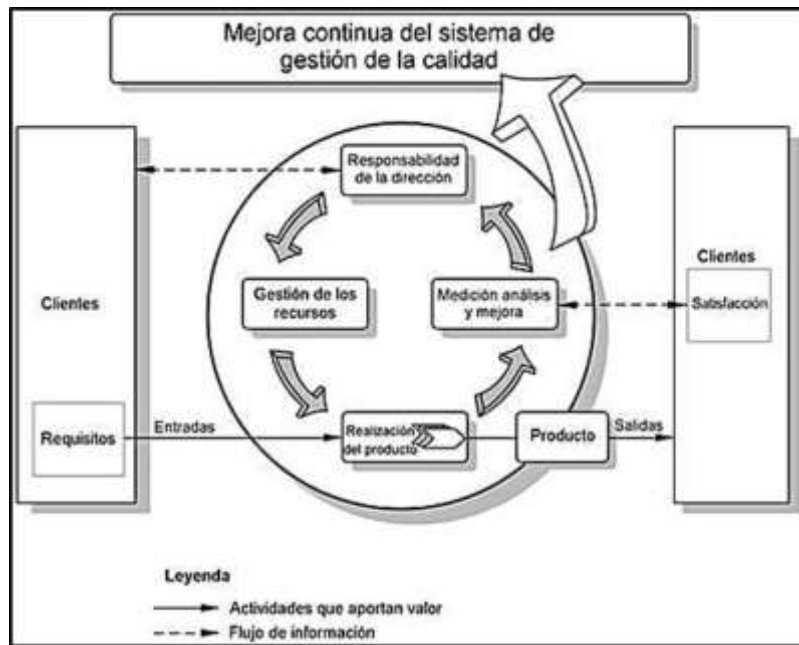 Mejora continua del sistema de
gestión de la calidad
Responsabilidad
de la dirección
Clientes
Gestión de los
recursos
Medición análisis
y mejora
Clientes
Satisfacción
Requisitos
Entradas
Realización
del producto
Producto
Salidas
Leyenda
Actividades que aportan valor
Flujo de información